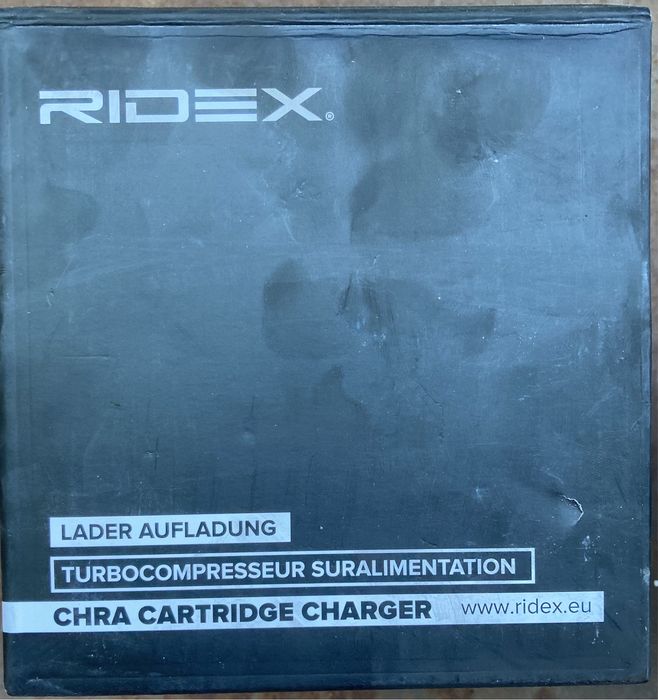 RIDEX®
LADER AUFLADUNG
TURBOCOMPRESSEUR SURALIMENTATION
CHRA CARTRIDGE CHARGER www.ridex.eu